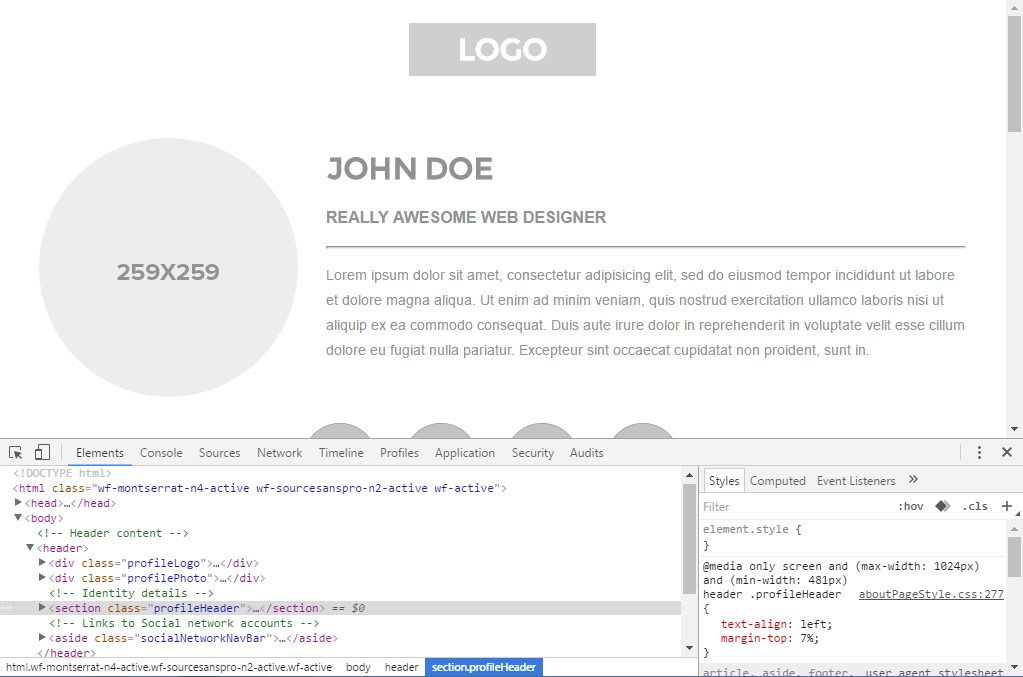 LOGO
JOHN DOE
REALLY AWESOME WEB DESIGNER
259X259
Lorem ipsum dolor sit amet, consectetur adipisicing elit, sed do eiusmod tempor incididunt ut labore
et dolore magna aliqua. Ut enim ad minim veniam, quis nostrud exercitation ullamco laboris nisi ut
aliquip ex ea commodo consequat. Duis aute irure dolor in reprehenderit in voluptate velit esse cillum
dolore eu fugiat nulla pariatur. Excepteur sint occaecat cupidatat non proident, sunt in.
Elements Console Sources Network Timeline Profiles Application Security Audits
<!DOCTYPE html>
<html class="wf-montserrat-n4-active wf-sourcesanspro-n2-active wf-active">
<head>…</head>
<body>
<!-- Header content -->
<header>
<div class="profileLogo">…</div>
<div class="profilePhoto">…</div>
<!-- Identity details -->
<section class="profileHeader">…</section> == $0
<!-- Links to Social network accounts -->
<aside class="socialNetworkNavBar">…</aside>
</header>
html.wf-montserrat-n4-active.wf-sourcesanspro-n2-active.wf-active body header section.profileHeader
Styles Computed Event Listeners »
Filter :hov .cls +
element.style {
}
@media only screen and (max-width: 1024px)
and (min-width: 481px)
header .profileHeader aboutPageStyle.css:277
{
text-align: left;
margin-top: 7%;
}
article, aside, footer, user agent stylesheet